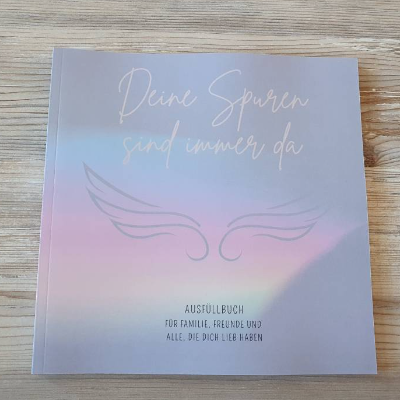 Deine Spuren
sind immer da
AUSFÜLLBUCH
FÜR FAMILIE, FREUNDE UND
ALLE, DIE DICH LIEB HABEN